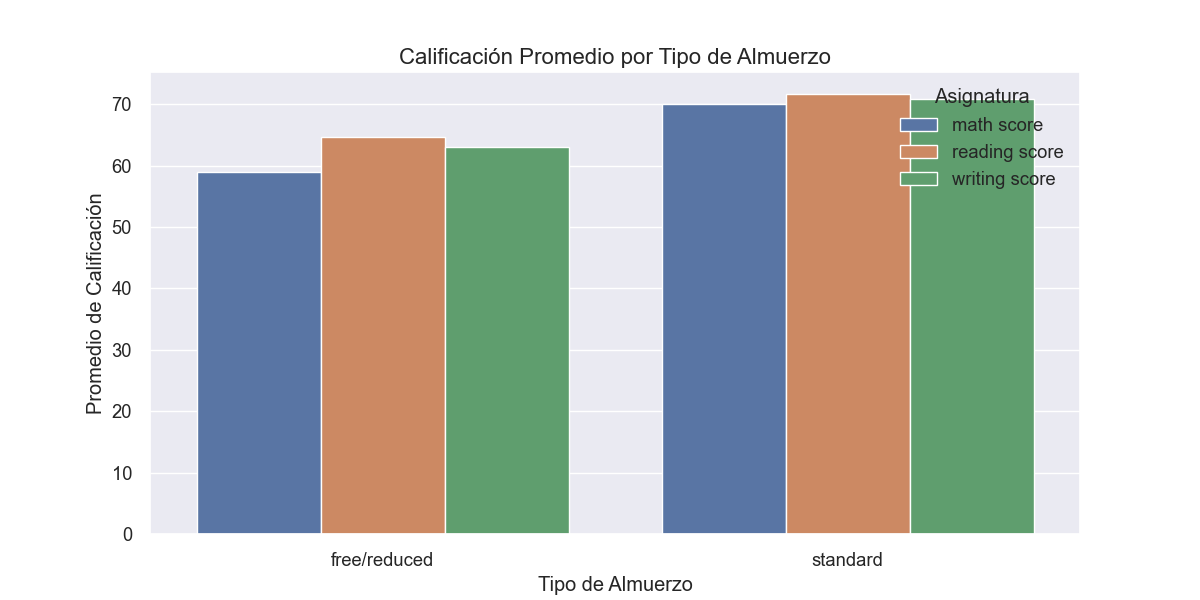 Calificación Promedio por Tipo de Almuerzo
Asignatura
math score
reading score
writing score
Promedio de Calificación
70
60
50
40
30
20
10
0
free/reduced
standard
Tipo de Almuerzo